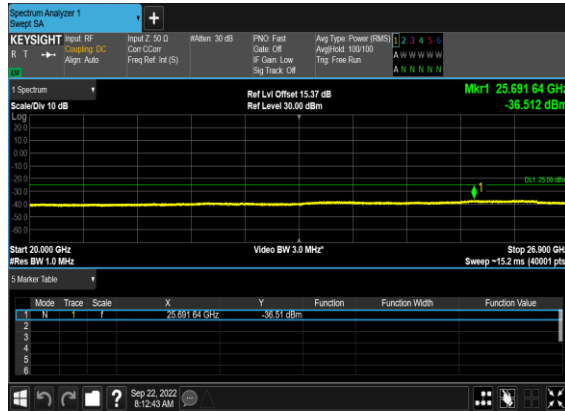 Spectrum Analyzer 1
Swept SA
+
KEYSIGHT Input: RF Input Z: 50 Ω #Atten: 30 dB PNO: Fast Avg Type: Power (RMS) 1 2 3 4 5 6
R T Coupling: DC Corr CCorr Gate: Off Avg|Hold: 100/100 A W W W W W
Align: Auto Freq Ref: Int (S) IF Gain: Low Trig: Free Run
Sig Track: Off A N N N N N
1 Spectrum Ref Lvl Offset 15.37 dB Mkr1 25.691 64 GHz
Scale/Div 10 dB Ref Level 30.00 dBm -36.512 dBm
Log
20.0
10.0
0.00
-10.0
-20.0 DL1 -25.00 dBm
1
-30.0
-40.0
-50.0
-60.0
Start 20.000 GHz Video BW 3.0 MHz* Stop 26.900 GHz
#Res BW 1.0 MHz Sweep ~15.2 ms (40001 pts
5 Marker Table
Mode Trace Scale X Y Function Function Width Function Value
1 N 1 f 25.691 64 GHz -36.51 dBm
2
3
4
5
6
? Sep 22, 2022
8:12:43 AM